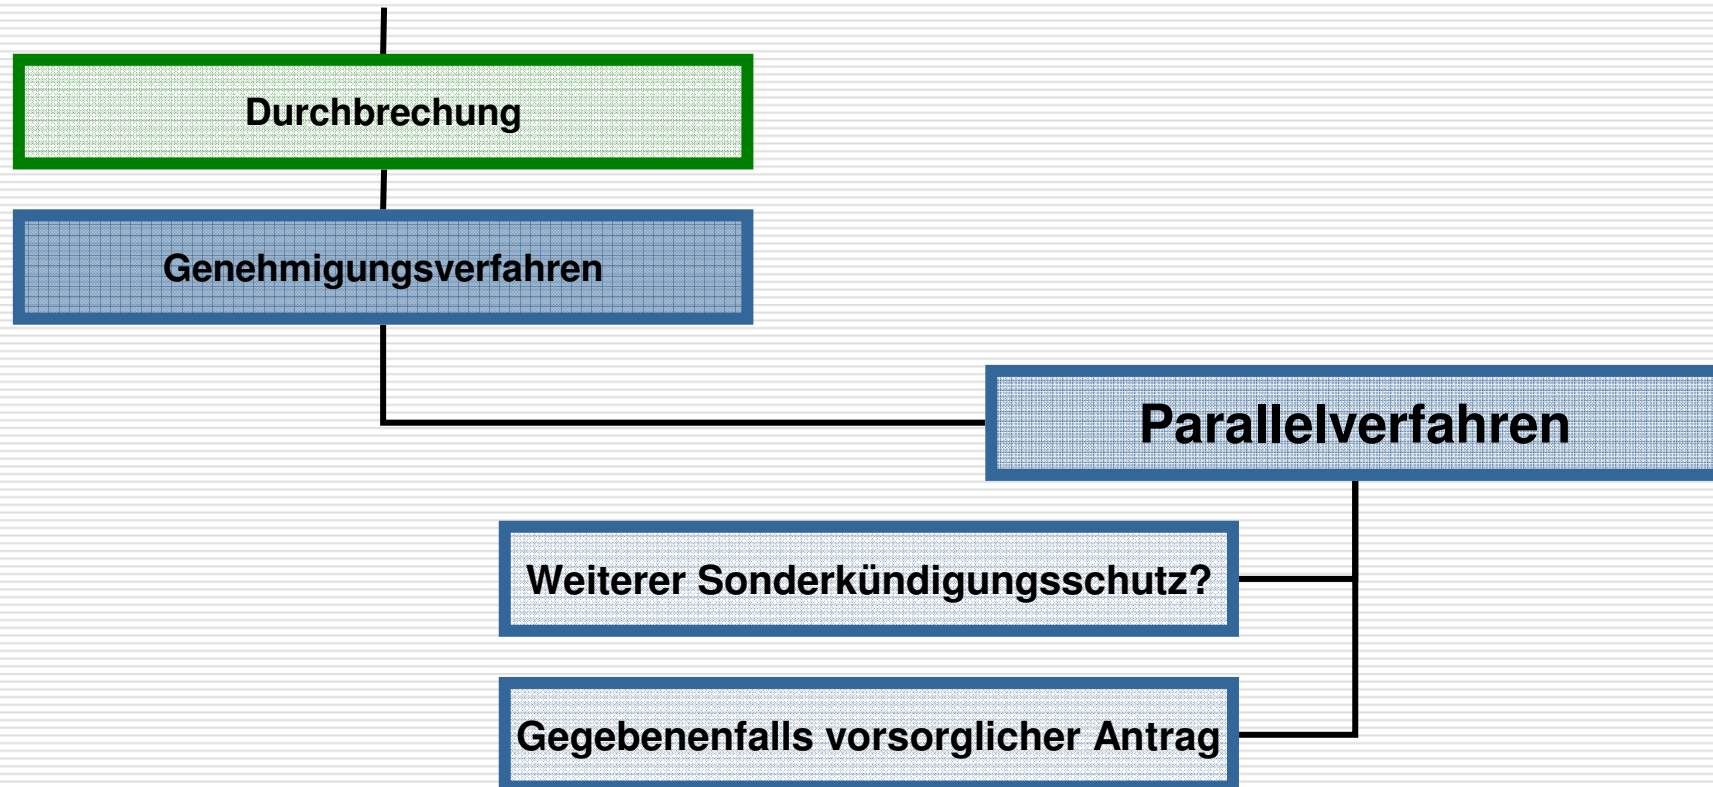 Durchbrechung
Genehmigungsverfahren
Parallelverfahren
Weiterer Sonderkündigungsschutz?
Gegebenenfalls vorsorglicher Antrag